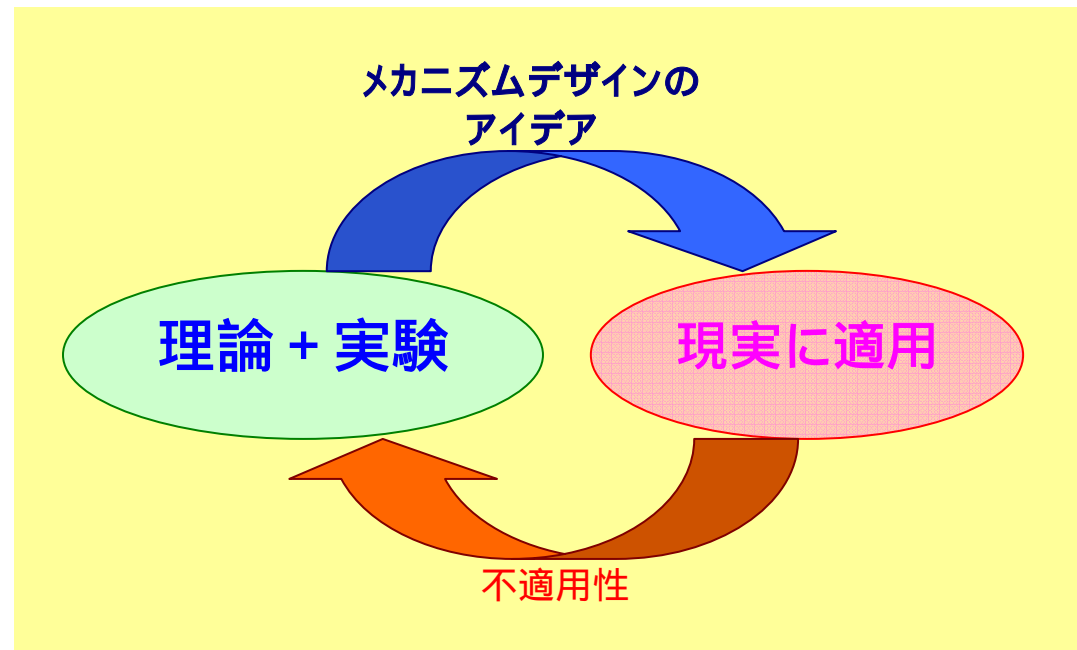 メカニズムデザインの
アイデア
理論 + 実験
現実に適用
不適用性